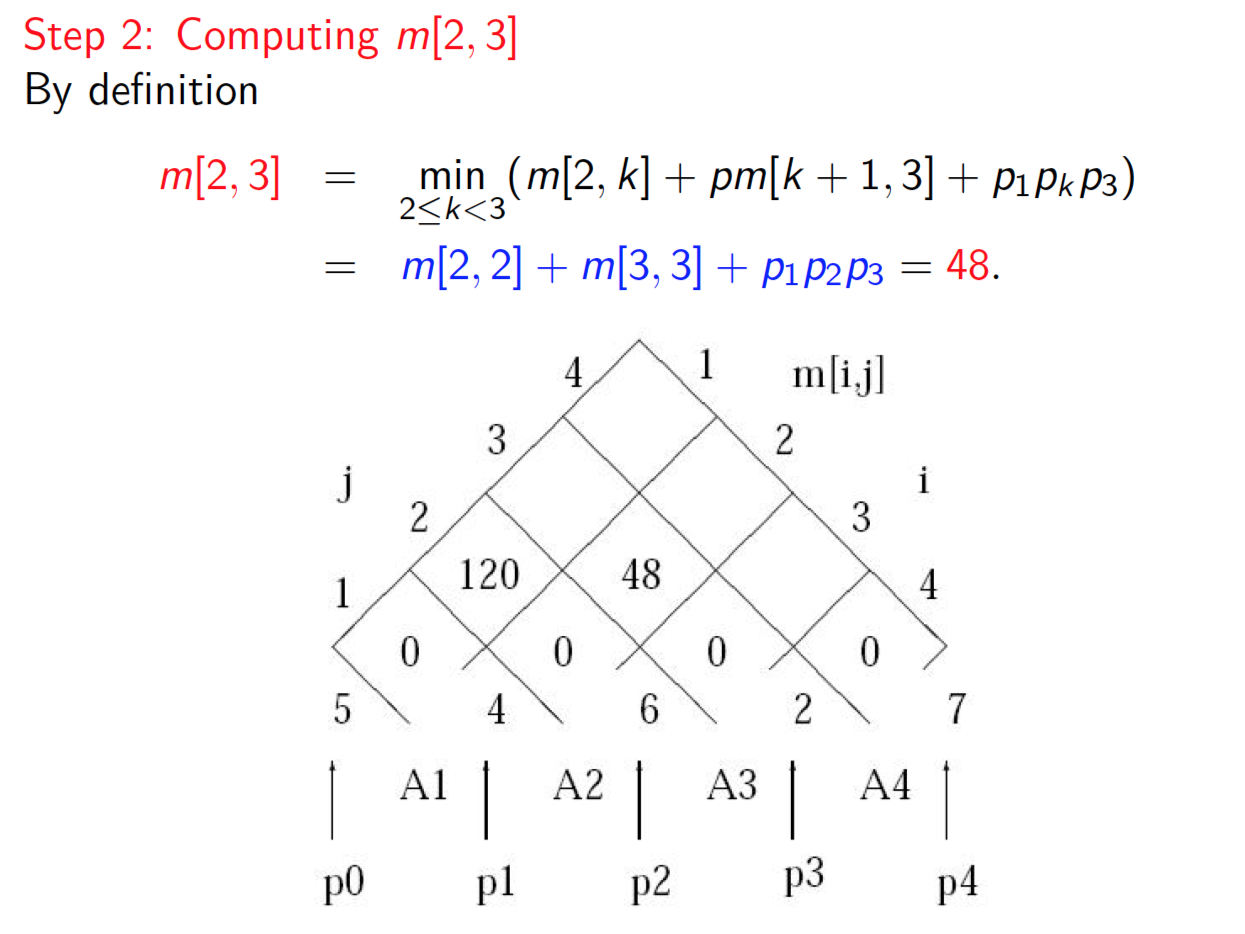 Step 2: Computing m[2, 3]
By definition
m[2, 3] = min (m[2, k] + pm[k + 1, 3] + p₁pₖp₃)
2≤k<3
= m[2, 2] + m[3, 3] + p₁p₂p₃ = 48.
4 1 m[i,j]
3 2
j i
2 3
120 48
1 4
0 0 0 0
5 4 6 2 7
A1 A2 A3 A4
p0 p1 p2 p3 p4